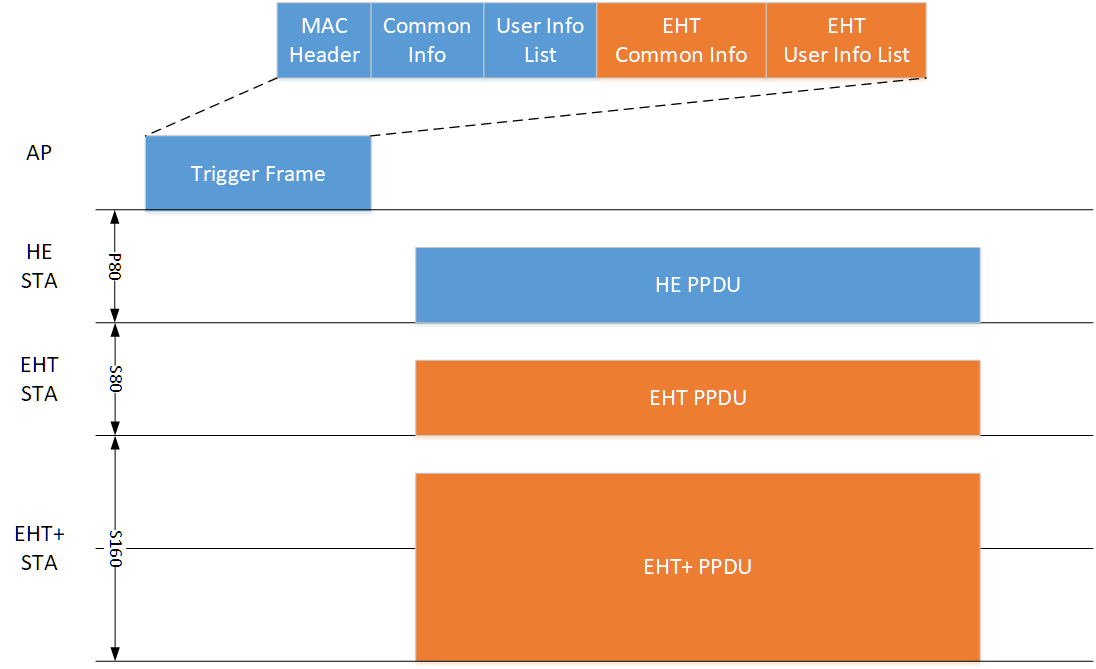 MAC
Header
Common
Info
User Info
List
EHT
Common Info
EHT
User Info List
AP
Trigger Frame
HE
STA
P80
HE PPDU
EHT
STA
S80
EHT PPDU
EHT+
STA
S160
EHT+ PPDU